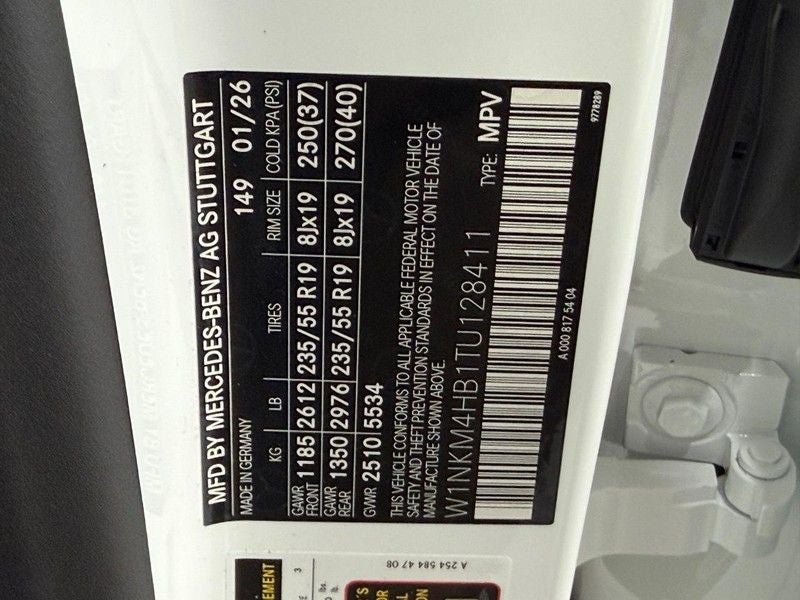 MFD BY MERCEDES-BENZ AG STUTTGART
MADE IN GERMANY 149 01/26
KG LB TIRES RIM SIZE COLD KPA (PSI)
GAWR FRONT 1185 2612 235/55 R19 8Jx19 250(37)
GAWR REAR 1350 2976 235/55 R19 8Jx19 270(40)
GWR 2510 5534
THIS VEHICLE CONFORMS TO ALL APPLICABLE FEDERAL MOTOR VEHICLE
SAFETY AND THEFT PREVENTION STANDARDS IN EFFECT ON THE DATE OF
MANUFACTURE SHOWN ABOVE.
W1NKM4HB1TU128411 TYPE: MPV
A 000 817 54 04
9778289
A 254 584 47 08
EMENT
3
lb.